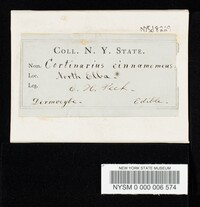 COLL. N. Y. STATE.
Nom. Cortinarius cinnamomeus
Loc. North Elba
Leg. C. H. Peck.
Dermocybe Edible.
NEW YORK STATE MUSEUM
NYSM 0 000 006 574